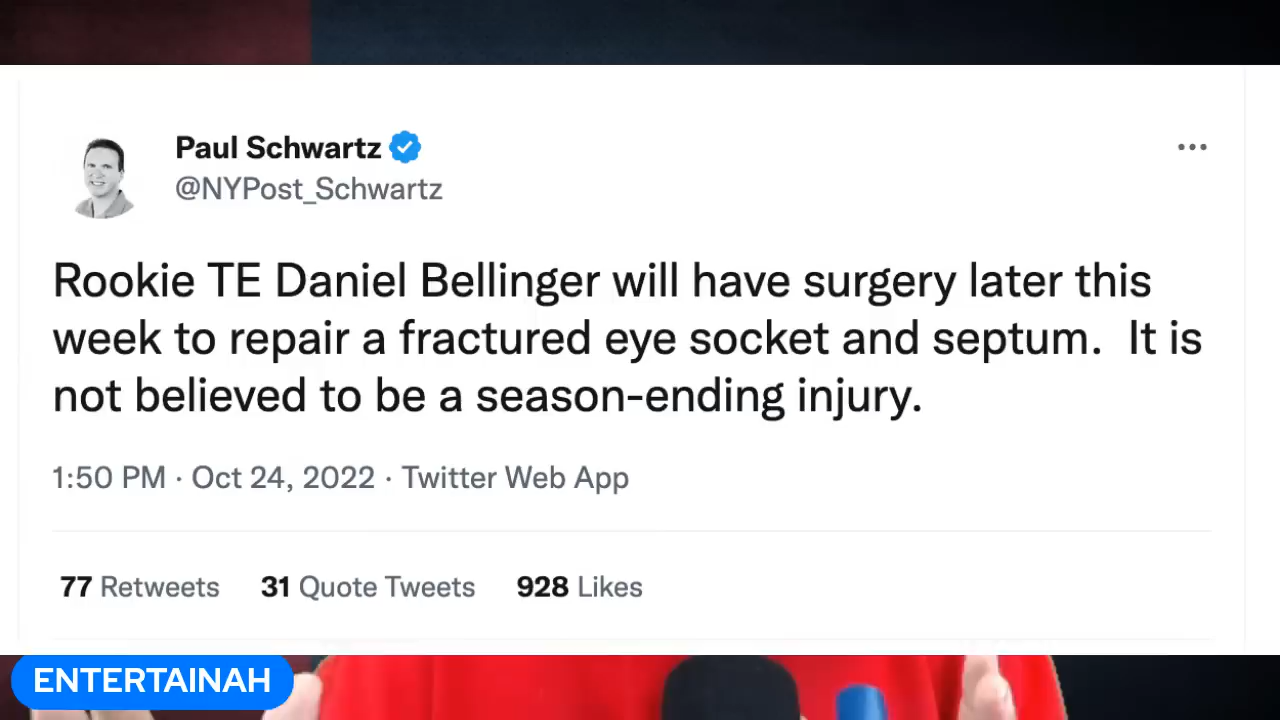 Paul Schwartz
@NYPost_Schwartz
Rookie TE Daniel Bellinger will have surgery later this
week to repair a fractured eye socket and septum.  It is
not believed to be a season-ending injury.
1:50 PM · Oct 24, 2022 · Twitter Web App
77 Retweets 31 Quote Tweets 928 Likes
ENTERTAINAH